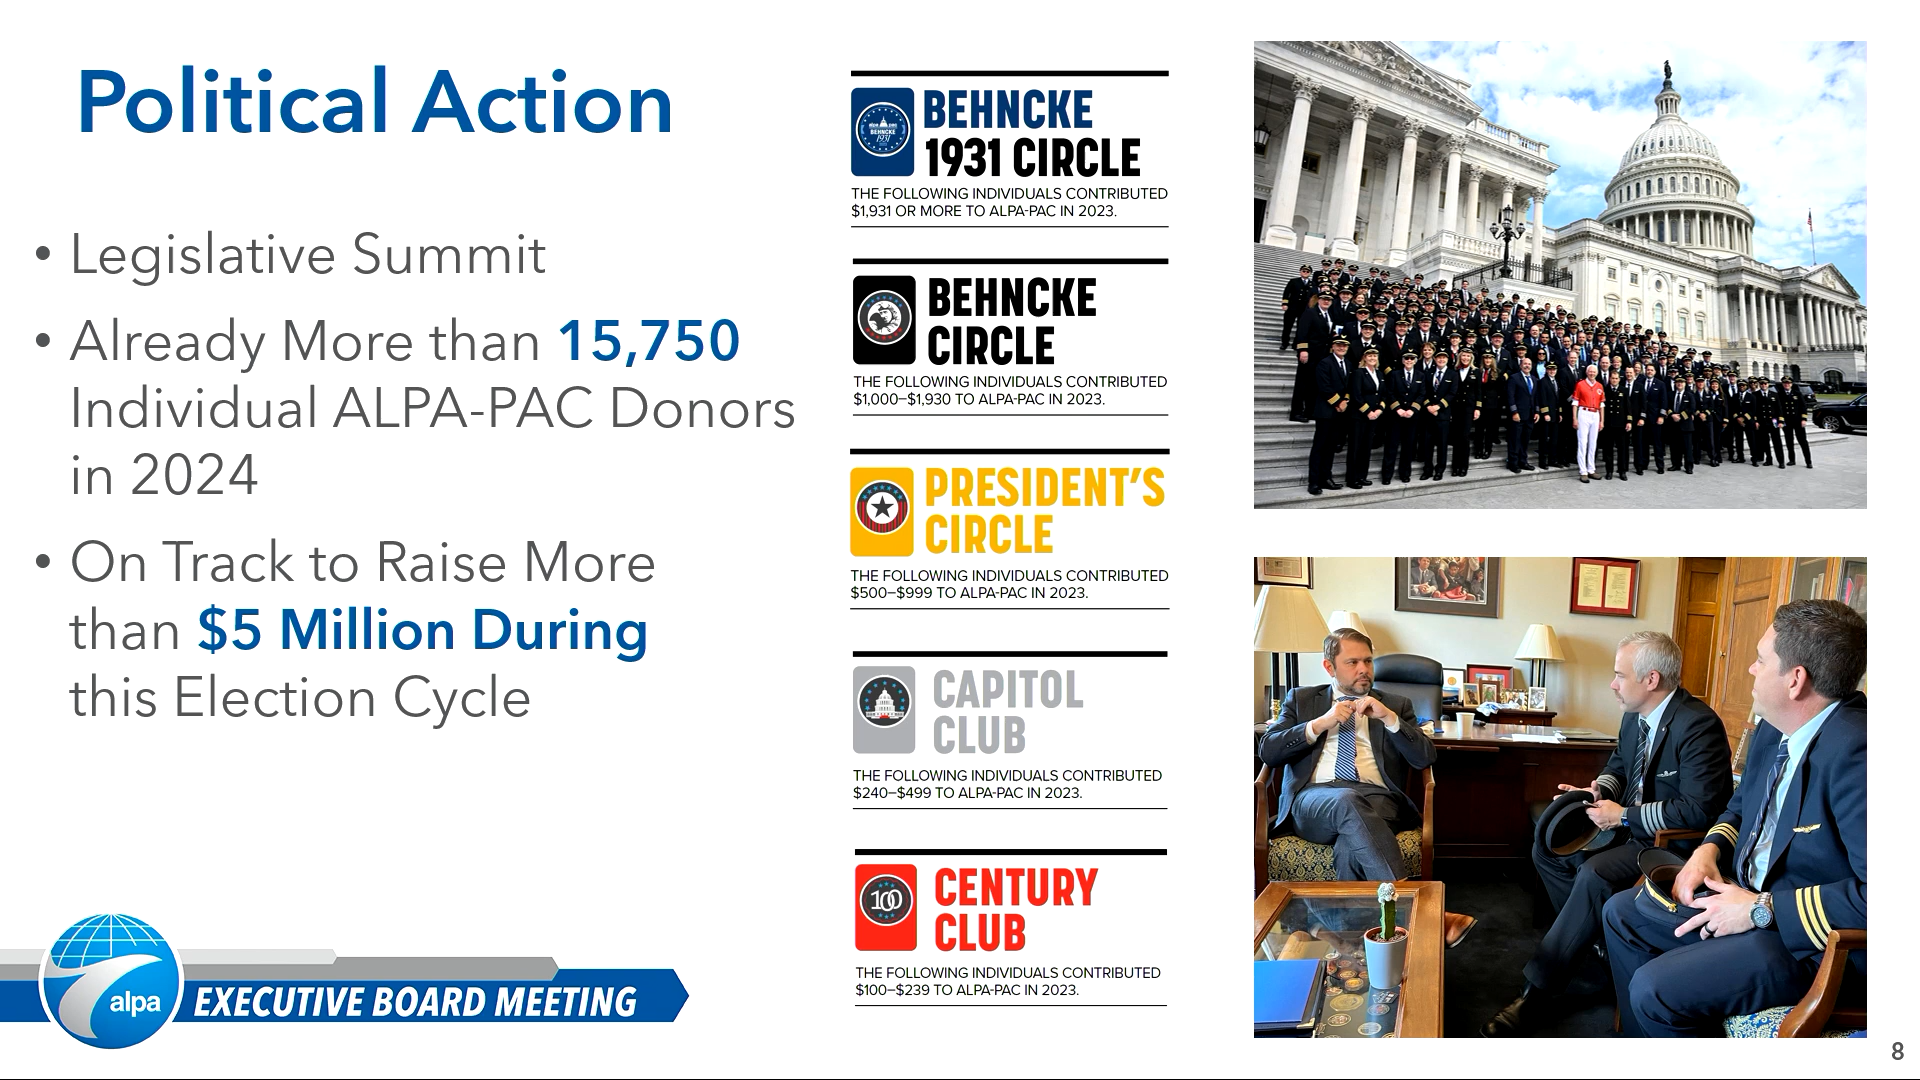 Political Action
• Legislative Summit
• Already More than 15,750
Individual ALPA-PAC Donors
in 2024
• On Track to Raise More
than $5 Million During
this Election Cycle
BEHNCKE
1931 CIRCLE
THE FOLLOWING INDIVIDUALS CONTRIBUTED
$1,931 OR MORE TO ALPA-PAC IN 2023.
BEHNCKE
CIRCLE
THE FOLLOWING INDIVIDUALS CONTRIBUTED
$1,000–$1,930 TO ALPA-PAC IN 2023.
PRESIDENT'S
CIRCLE
THE FOLLOWING INDIVIDUALS CONTRIBUTED
$500–$999 TO ALPA-PAC IN 2023.
CAPITOL
CLUB
THE FOLLOWING INDIVIDUALS CONTRIBUTED
$240–$499 TO ALPA-PAC IN 2023.
100
CENTURY
CLUB
THE FOLLOWING INDIVIDUALS CONTRIBUTED
$100–$239 TO ALPA-PAC IN 2023.
alpa
EXECUTIVE BOARD MEETING
8